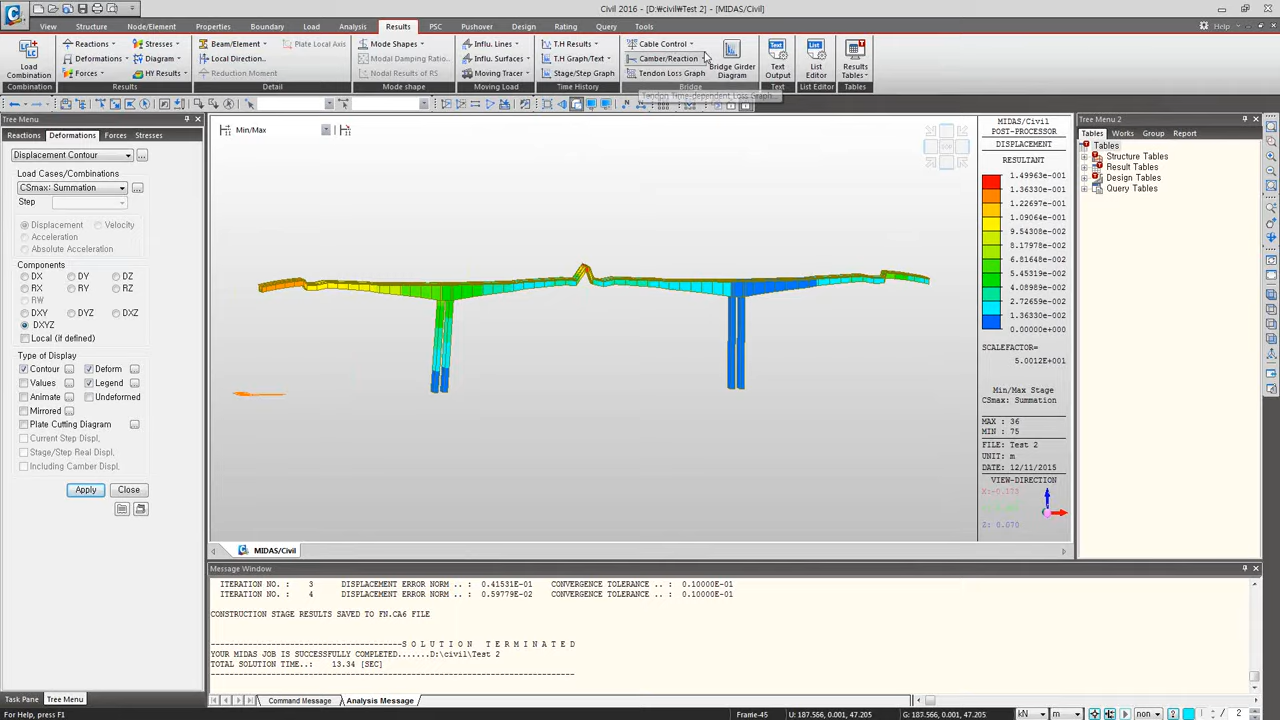 Civil 2016 - [D:\civil\Test 2] - [MIDAS/Civil]
View Structure Node/Element Properties Boundary Load Analysis Results PSC Pushover Design Rating Query Tools Help
Load Combination
Combination
Reactions
Deformations
Forces
Stresses
Diagram
HY Results
Results
Beam/Element
Local Direction..
Reduction Moment
Plate Local Axis
Mode Shapes
Modal Damping Ratio..
Nodal Results of RS
Mode shape
Influ. Lines
Influ. Surfaces
Moving Tracer
Moving Load
T.H Results
T.H Graph/Text
Stage/Step Graph
Time History
Cable Control
Camber/Reaction
Tendon Loss Graph
Bridge Girder Diagram
Bridge
Text Output
Text
List Editor
List Editor
Results Tables
Tables
Tendon Time-dependent Loss Graph...
Tree Menu
Reactions Deformations Forces Stresses
Displacement Contour ...
Load Cases/Combinations
CSmax: Summation ...
Step
Displacement Velocity
Acceleration
Absolute Acceleration
Components
DX DY DZ
RX RY RZ
RW
DXY DYZ DXZ
DXYZ
Local (if defined)
Type of Display
Contour Deform
Values Legend
Animate Undeformed
Mirrored
Plate Cutting Diagram
Current Step Displ.
Stage/Step Real Displ.
Including Camber Displ.
Apply Close
Task Pane Tree Menu
For Help, press F1
Min/Max
MIDAS/Civil
POST-PROCESSOR
DISPLACEMENT
RESULTANT
1.49963e-001
1.36330e-001
1.22697e-001
1.09064e-001
9.54308e-002
8.17978e-002
6.81648e-002
5.45319e-002
4.08989e-002
2.72659e-002
1.36330e-002
0.00000e+000
SCALEFACTOR=
5.0012E+001
Min/Max Stage
CSmax: Summation
MAX : 36
MIN : 75
FILE: Test 2
UNIT: m
DATE: 12/11/2015
VIEW-DIRECTION
X:-0.173
Z: 0.070
MIDAS/Civil
Tree Menu 2
Tables Works Group Report
Tables
Structure Tables
Result Tables
Design Tables
Query Tables
Message Window
ITERATION NO. : 3 DISPLACEMENT ERROR NORM .. : 0.41531E-01 CONVERGENCE TOLERANCE .. : 0.10000E-01
ITERATION NO. : 4 DISPLACEMENT ERROR NORM .. : 0.59779E-02 CONVERGENCE TOLERANCE .. : 0.10000E-01
CONSTRUCTION STAGE RESULTS SAVED TO FN.CA6 FILE
-----------------------------------------S O L U T I O N  T E R M I N A T E D
YOUR MIDAS JOB IS SUCCESSFULLY COMPLETED.......D:\civil\Test 2
TOTAL SOLUTION TIME..: 13.34 [SEC]
Command Message Analysis Message
Frame-45 U: 187.566, 0.001, 47.205 G: 187.566, 0.001, 47.205 kN m non ? / 2